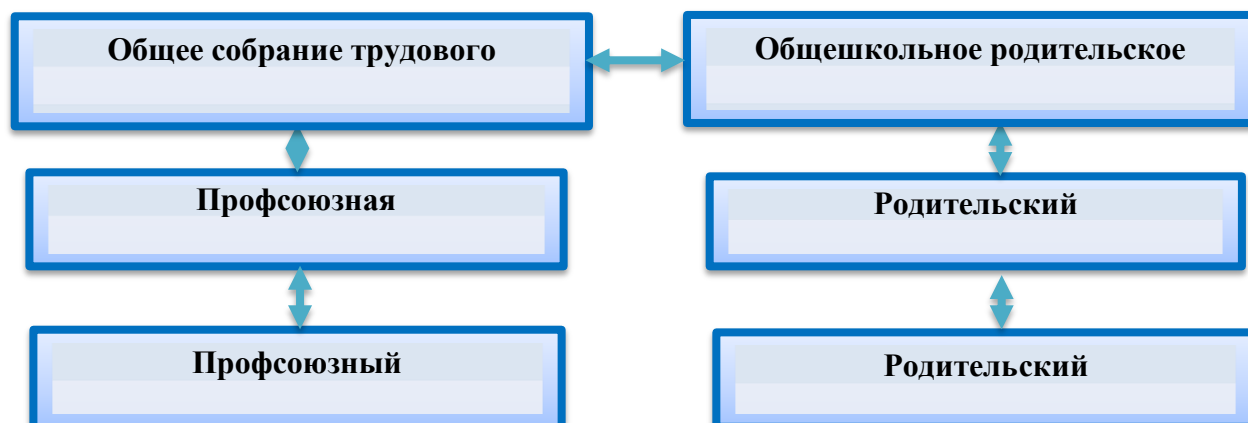 Общее собрание трудового
Общешкольное родительское
Профсоюзная
Родительский
Профсоюзный
Родительский